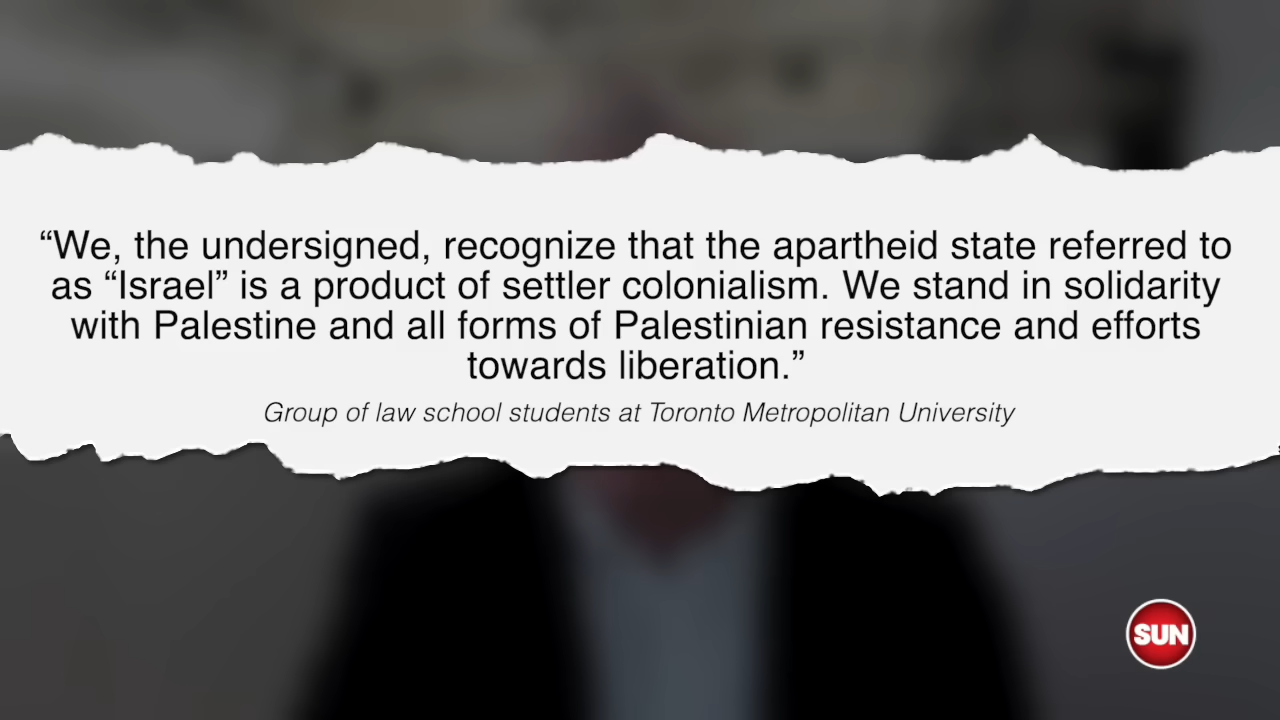 “We, the undersigned, recognize that the apartheid state referred to
as “Israel” is a product of settler colonialism. We stand in solidarity
with Palestine and all forms of Palestinian resistance and efforts
towards liberation.”
Group of law school students at Toronto Metropolitan University
SUN